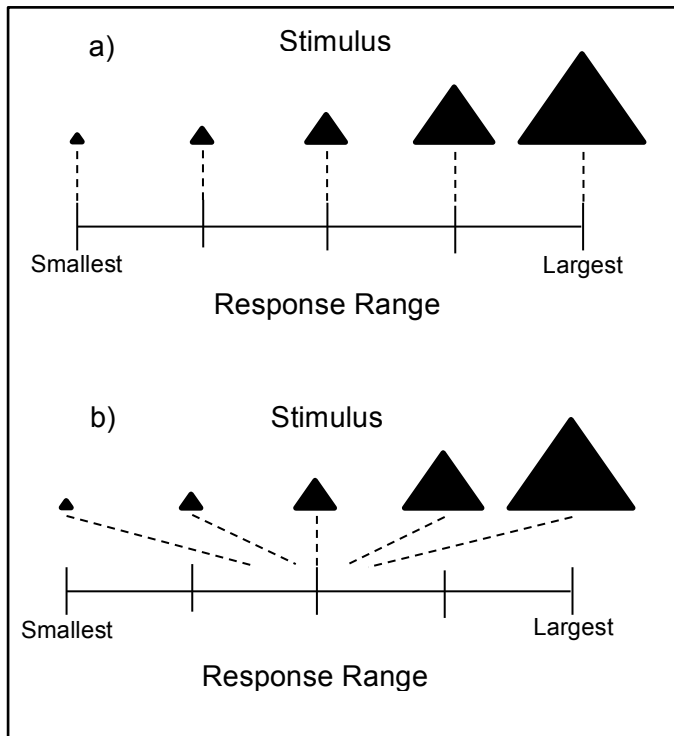 a) Stimulus
Smallest Largest
Response Range
b) Stimulus
Smallest Largest
Response Range